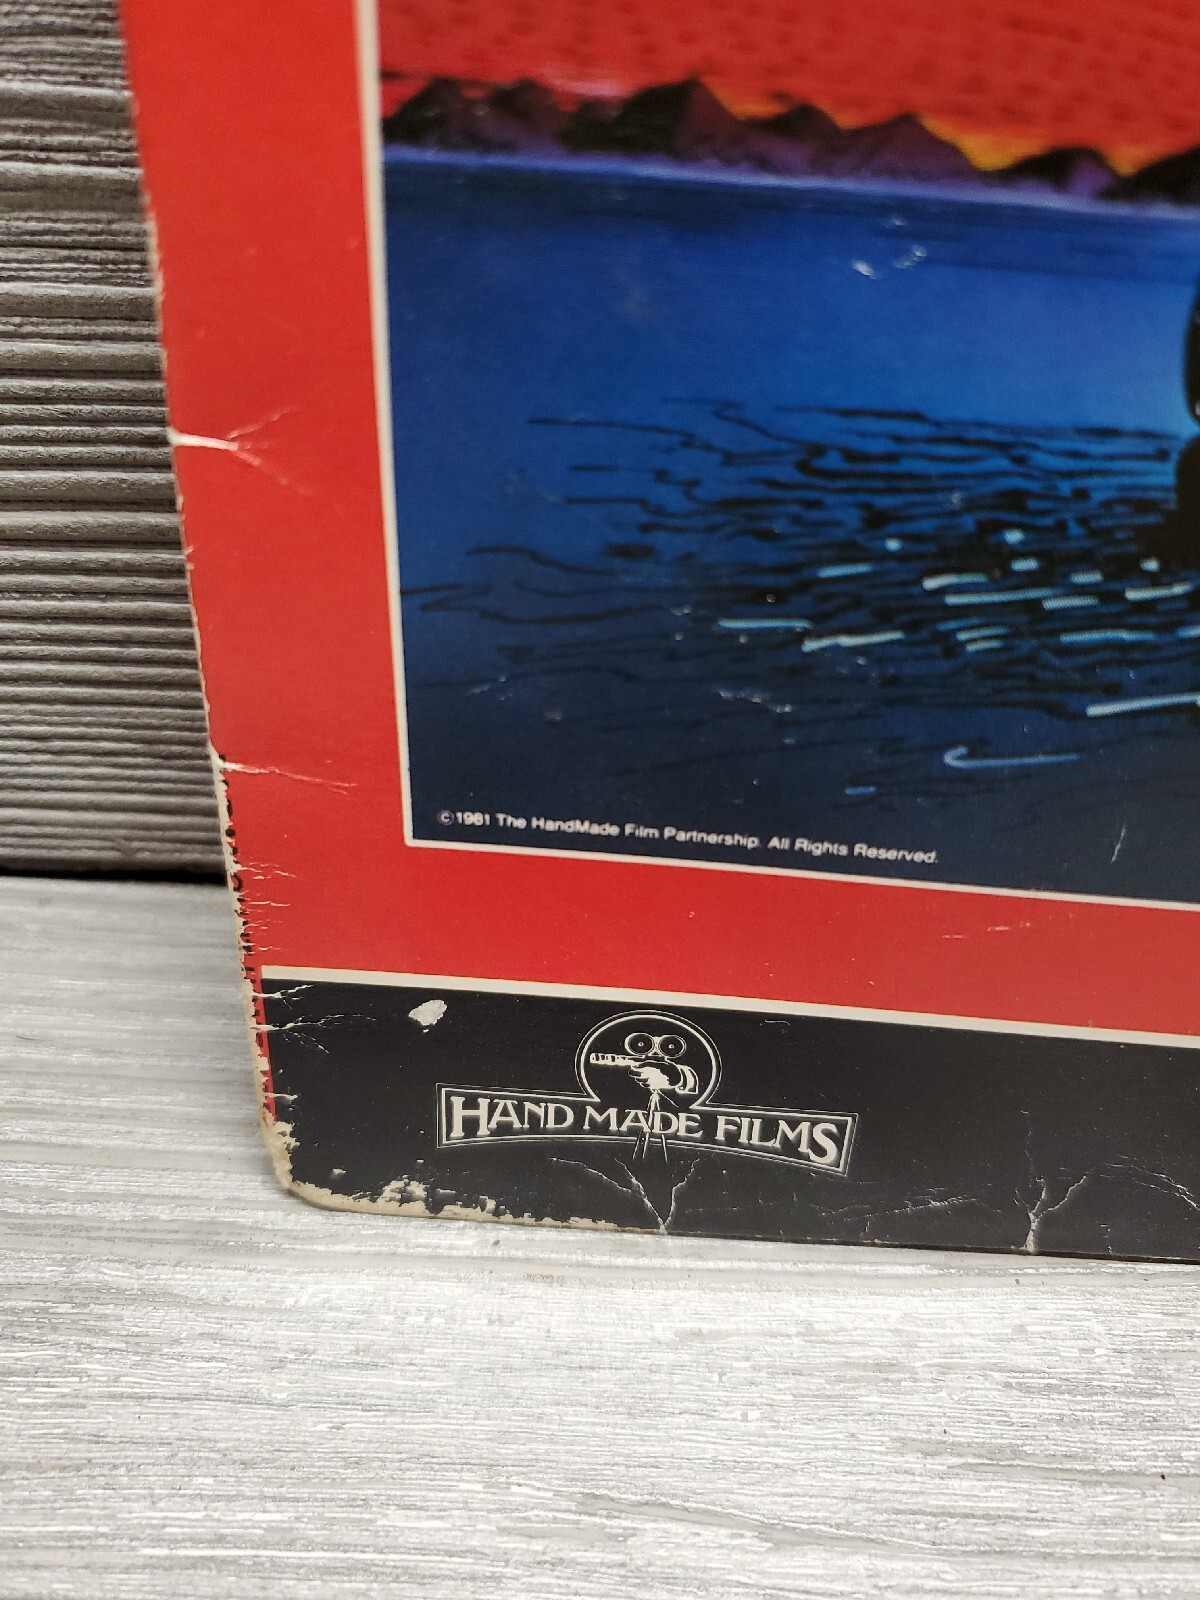 ©1981 The HandMade Film Partnership. All Rights Reserved.
HAND MADE FILMS